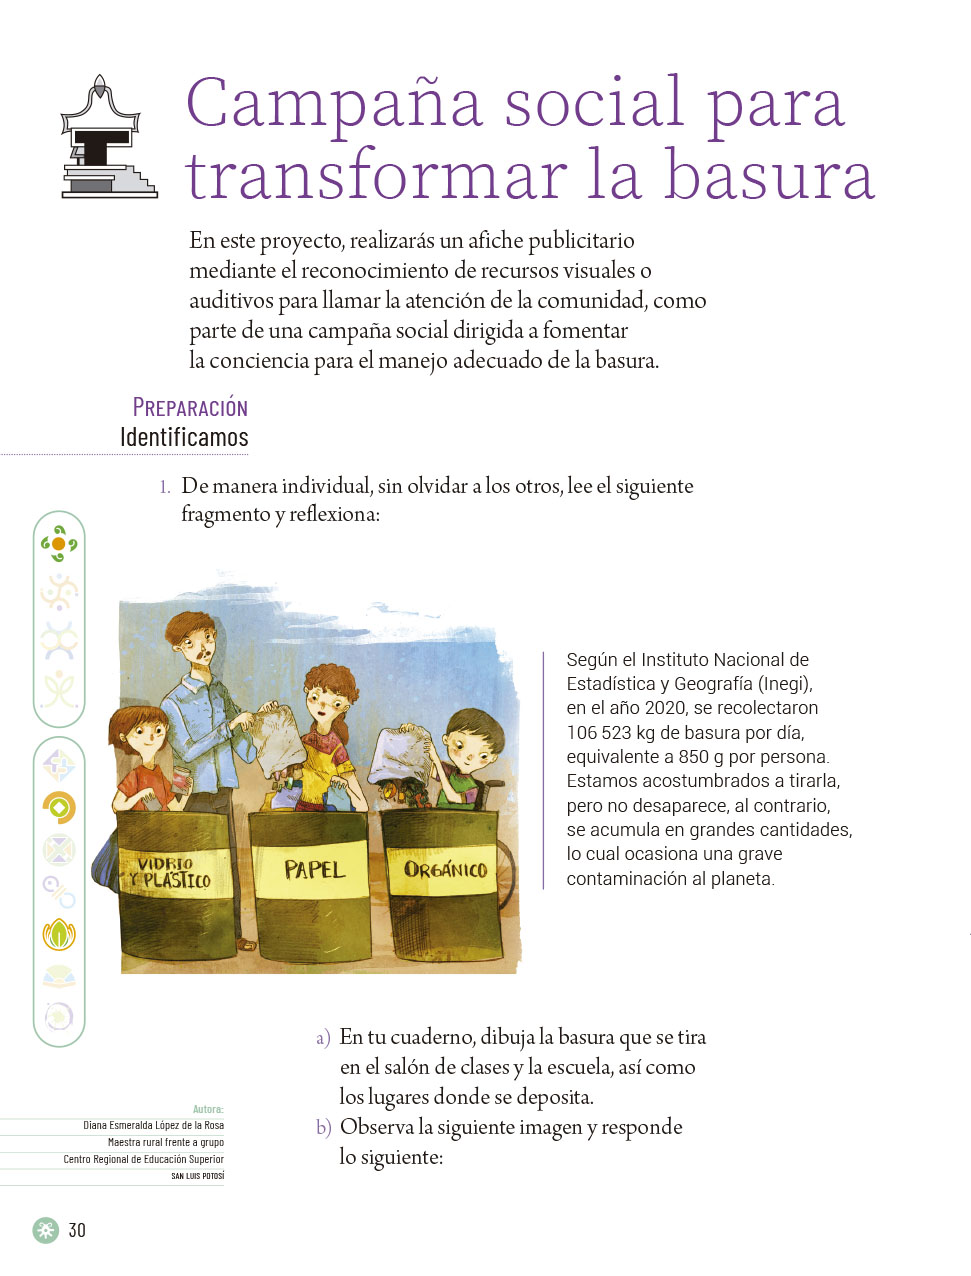 Campaña social para
transformar la basura
En este proyecto, realizarás un afiche publicitario
mediante el reconocimiento de recursos visuales o
auditivos para llamar la atención de la comunidad, como
parte de una campaña social dirigida a fomentar
la conciencia para el manejo adecuado de la basura.
Preparación
Identificamos
1. De manera individual, sin olvidar a los otros, lee el siguiente
fragmento y reflexiona:
VIDRIO
Y PLÁSTICO
PAPEL
ORGÁNICO
Según el Instituto Nacional de
Estadística y Geografía (Inegi),
en el año 2020, se recolectaron
106 523 kg de basura por día,
equivalente a 850 g por persona.
Estamos acostumbrados a tirarla,
pero no desaparece, al contrario,
se acumula en grandes cantidades,
lo cual ocasiona una grave
contaminación al planeta.
a) En tu cuaderno, dibuja la basura que se tira
en el salón de clases y la escuela, así como
los lugares donde se deposita.
b) Observa la siguiente imagen y responde
lo siguiente:
Autora:
Diana Esmeralda López de la Rosa
Maestra rural frente a grupo
Centro Regional de Educación Superior
SAN LUIS POTOSÍ
30